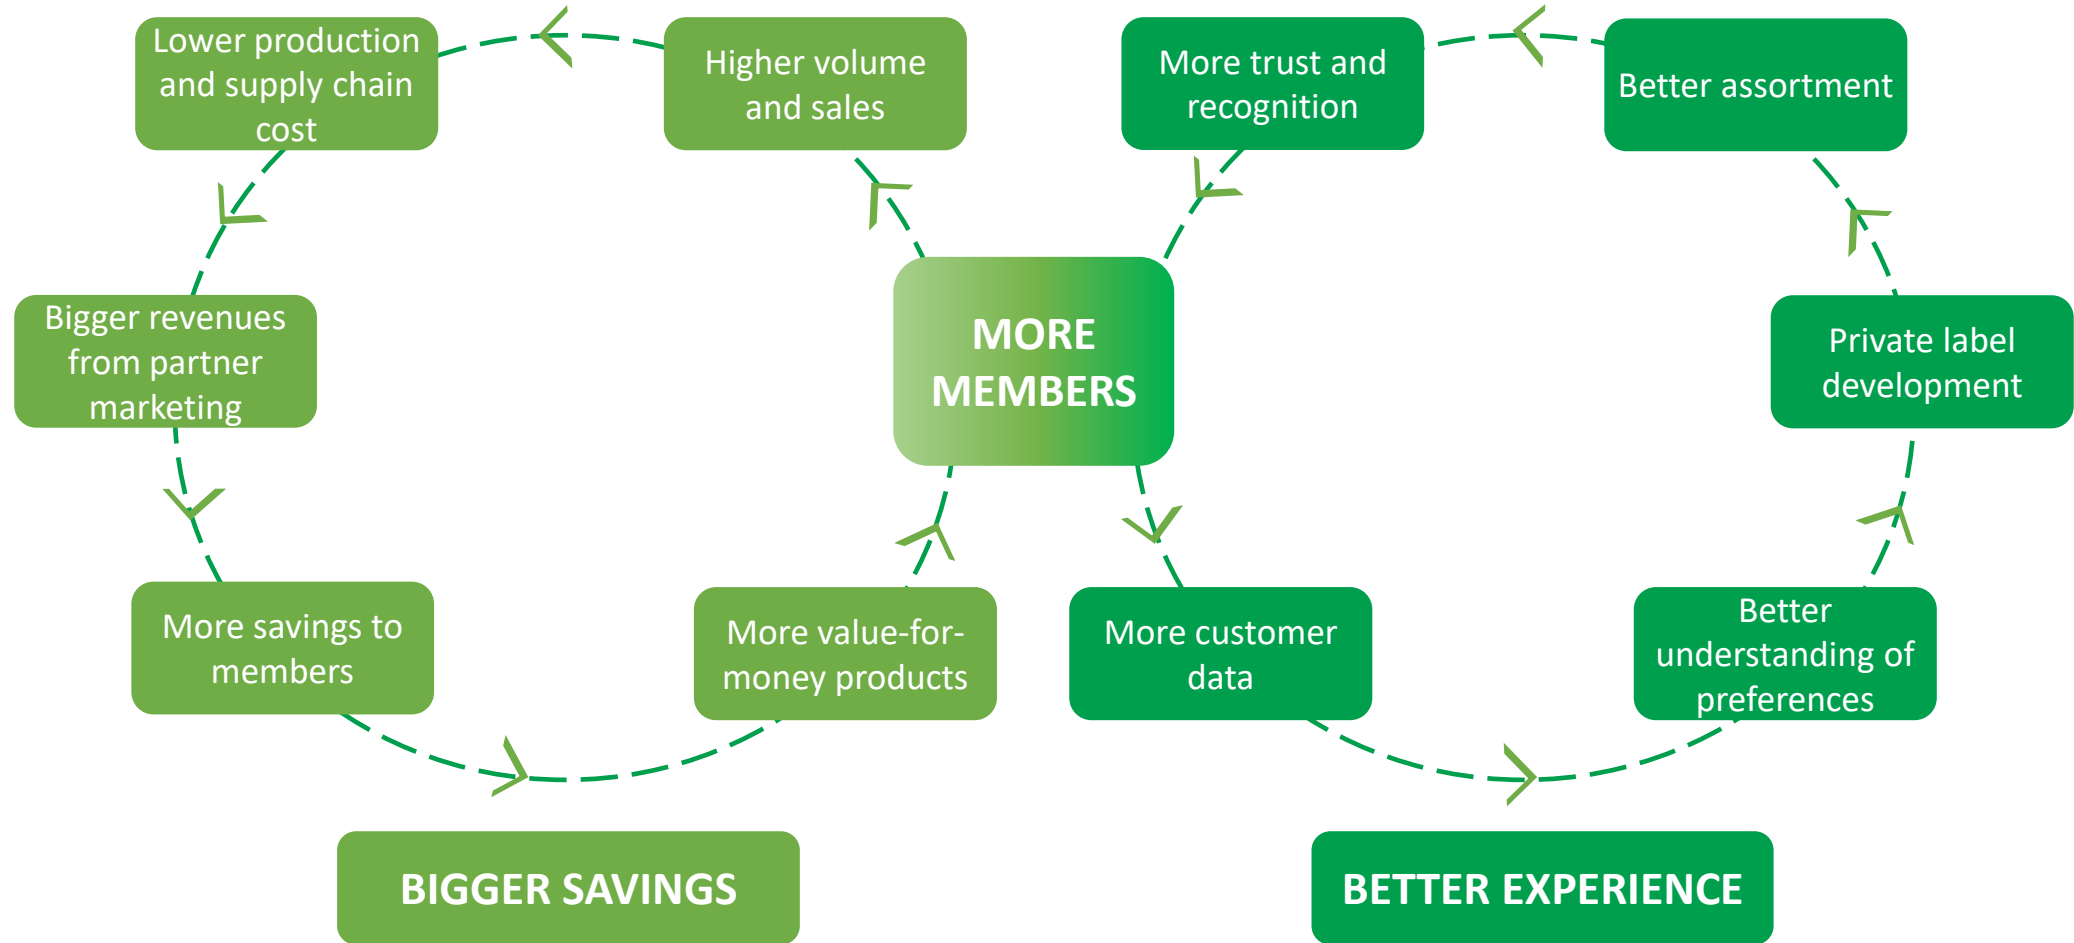 Lower production
and supply chain
cost
Higher volume
and sales
More trust and
recognition
Better assortment
Bigger revenues
from partner
marketing
MORE
MEMBERS
Private label
development
More savings to
members
More value-for-
money products
More customer
data
Better
understanding of
preferences
BIGGER SAVINGS
BETTER EXPERIENCE